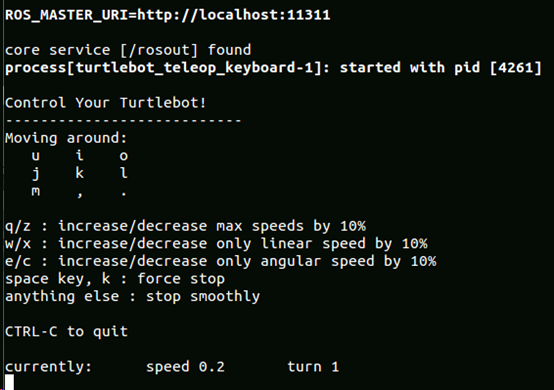 ROS_MASTER_URI=http://localhost:11311
core service [/rosout] found
process[turtlebot_teleop_keyboard-1]: started with pid [4261]
Control Your Turtlebot!
---------------------------
Moving around:
   u    i    o
   j    k    l
   m    ,    .
q/z : increase/decrease max speeds by 10%
w/x : increase/decrease only linear speed by 10%
e/c : increase/decrease only angular speed by 10%
space key, k : force stop
anything else : stop smoothly
CTRL-C to quit
currently:      speed 0.2       turn 1